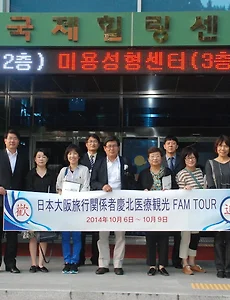 국제힐링센
2층) 미용성형센터(3층
歡
日本大阪旅行関係者慶北医療観光 FAM TOUR
2014年10月6日～10月9日
迎